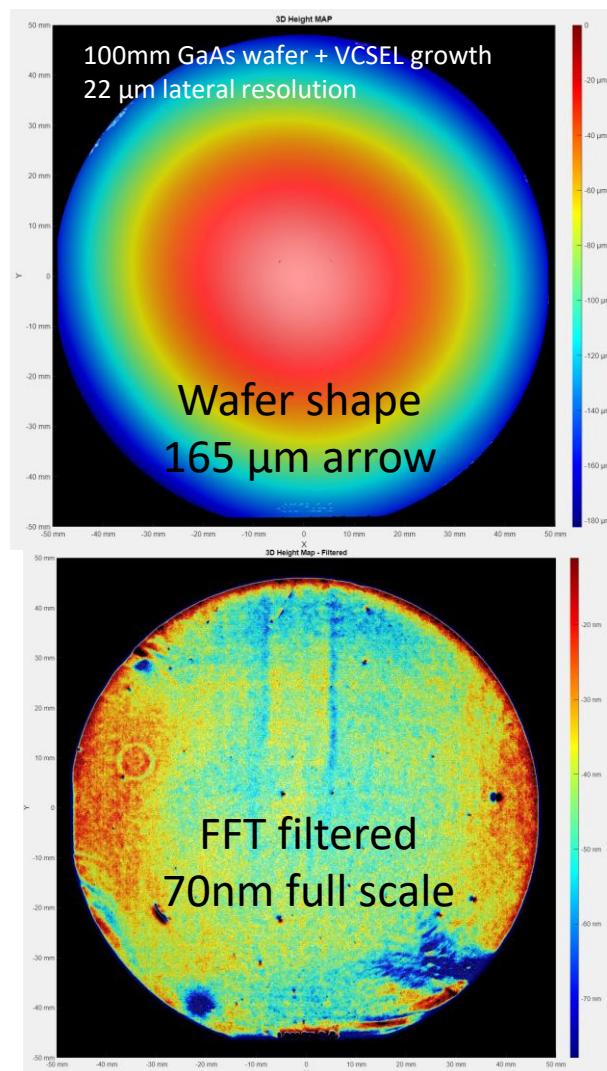 3D Height MAP
50 mm
40 mm
30 mm
20 mm
10 mm
0
-10 mm
-20 mm
-30 mm
-40 mm
-50 mm
Y
100mm GaAs wafer + VCSEL growth
22 µm lateral resolution
Wafer shape
165 µm arrow
0
-20 µm
-40 µm
-60 µm
-80 µm
-100 µm
-120 µm
-140 µm
-160 µm
-180 µm
-50 mm -40 mm -30 mm -20 mm -10 mm 0 10 mm 20 mm 30 mm 40 mm 50 mm
X
3D Height Map - Filtered
50 mm
40 mm
30 mm
20 mm
10 mm
0
-10 mm
-20 mm
-30 mm
-40 mm
-50 mm
Y
FFT filtered
70nm full scale
-20 nm
-30 nm
-40 nm
-50 nm
-60 nm
-70 nm
-50 mm -40 mm -30 mm -20 mm -10 mm 0 10 mm 20 mm 30 mm 40 mm 50 mm